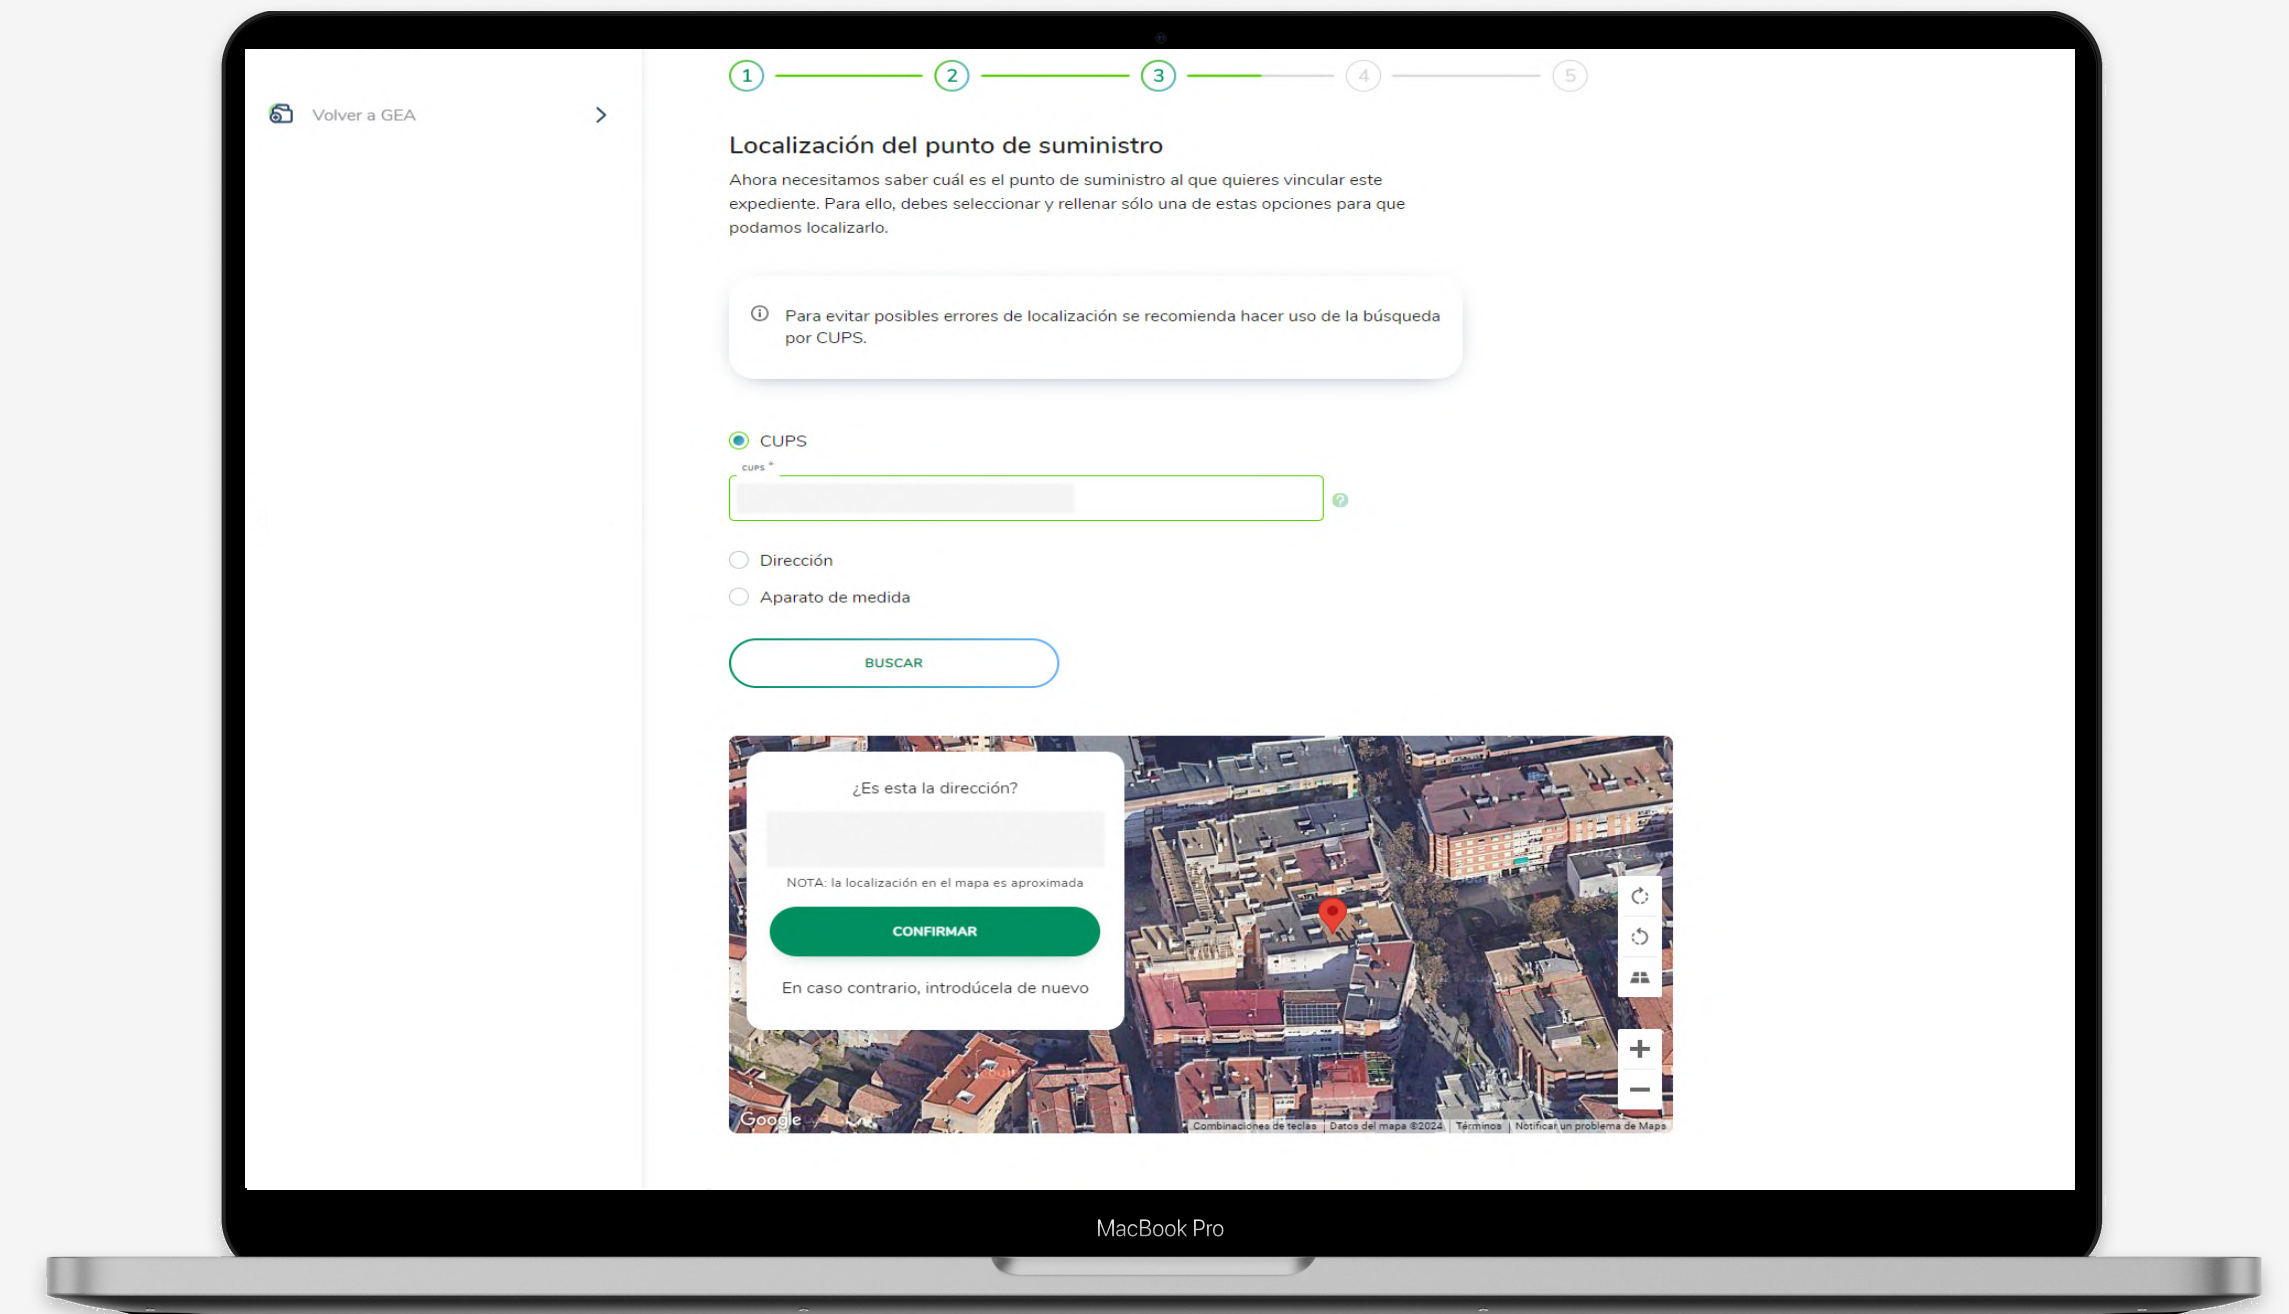 1
2
3
4
5
Volver a GEA
Localización del punto de suministro
Ahora necesitamos saber cuál es el punto de suministro al que quieres vincular este
expediente. Para ello, debes seleccionar y rellenar sólo una de estas opciones para que
podamos localizarlo.
Para evitar posibles errores de localización se recomienda hacer uso de la búsqueda
por CUPS.
CUPS
CUPS *
Dirección
Aparato de medida
BUSCAR
¿Es esta la dirección?
NOTA: la localización en el mapa es aproximada
CONFIRMAR
En caso contrario, introdúcela de nuevo
Google
Combinaciones de teclas
Datos del mapa ©2024
Términos
Notificar un problema de Maps
MacBook Pro